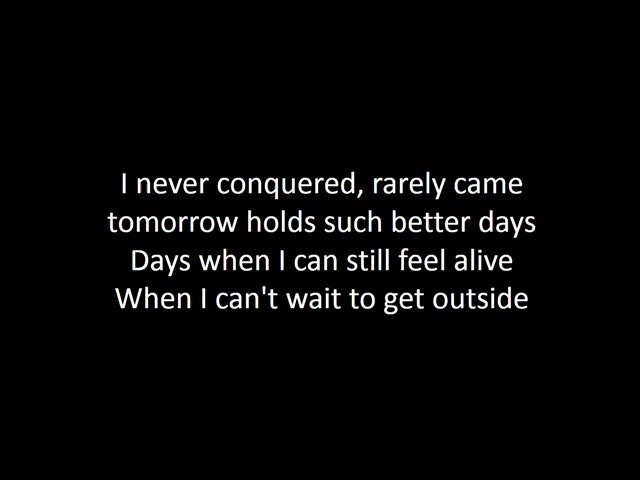 I never conquered, rarely came
tomorrow holds such better days
Days when I can still feel alive
When I can't wait to get outside